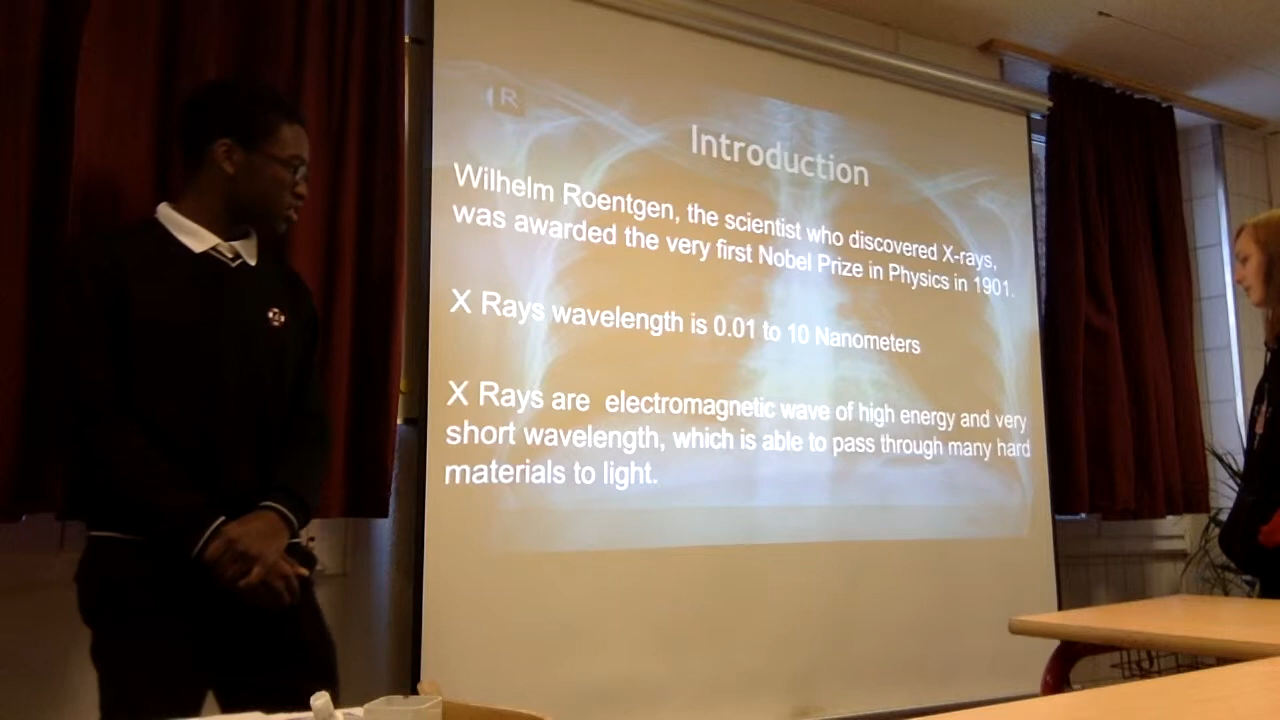 R
Introduction
Wilhelm Roentgen, the scientist who discovered X-rays,
was awarded the very first Nobel Prize in Physics in 1901.
X Rays wavelength is 0.01 to 10 Nanometers
X Rays are electromagnetic wave of high energy and very
short wavelength, which is able to pass through many hard
materials to light.